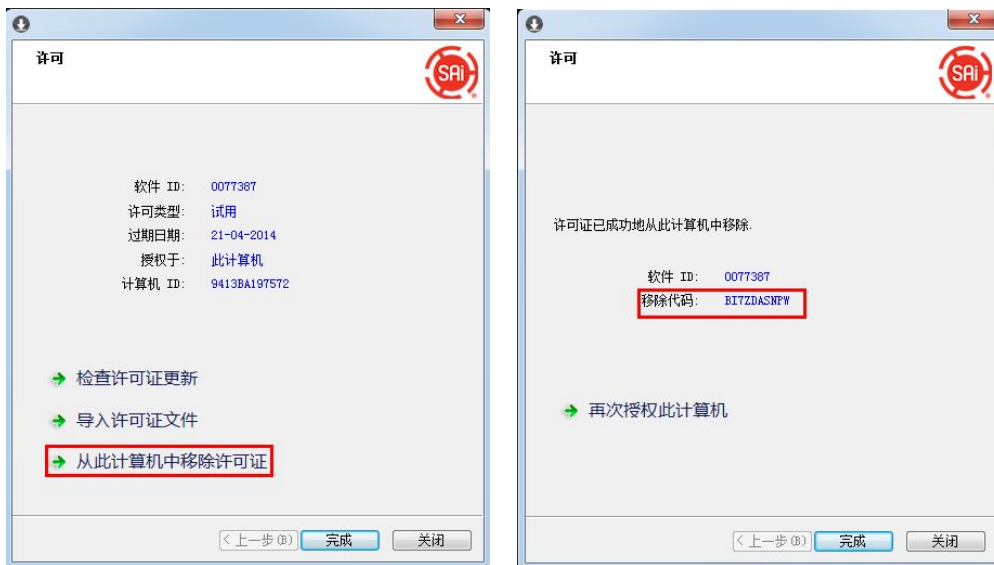 许可
SAi
软件 ID: 0077387
许可类型: 试用
过期日期: 21-04-2014
授权于: 此计算机
计算机 ID: 9413BA197572
检查许可证更新
导入许可证文件
从此计算机中移除许可证
<上一步(B) 完成 关闭
许可
SAi
许可证已成功地从此计算机中移除.
软件 ID: 0077387
移除代码: BI7ZDASNPW
再次授权此计算机
<上一步(B) 完成 关闭